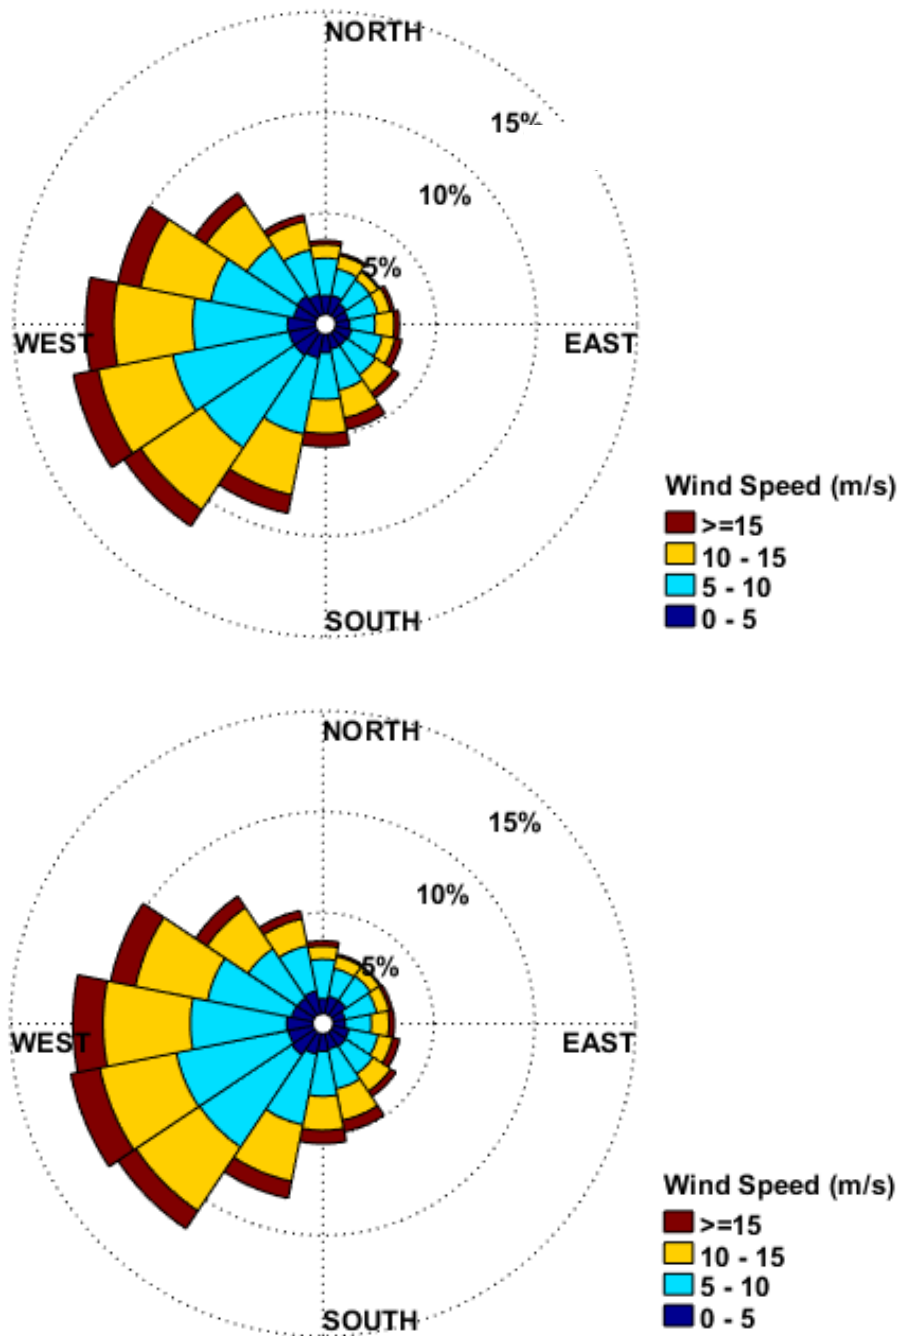 NORTH
15%
10%
5%
WEST
EAST
SOUTH
Wind Speed (m/s)
>=15
10 - 15
5 - 10
0 - 5
NORTH
15%
10%
5%
WEST
EAST
SOUTH
Wind Speed (m/s)
>=15
10 - 15
5 - 10
0 - 5